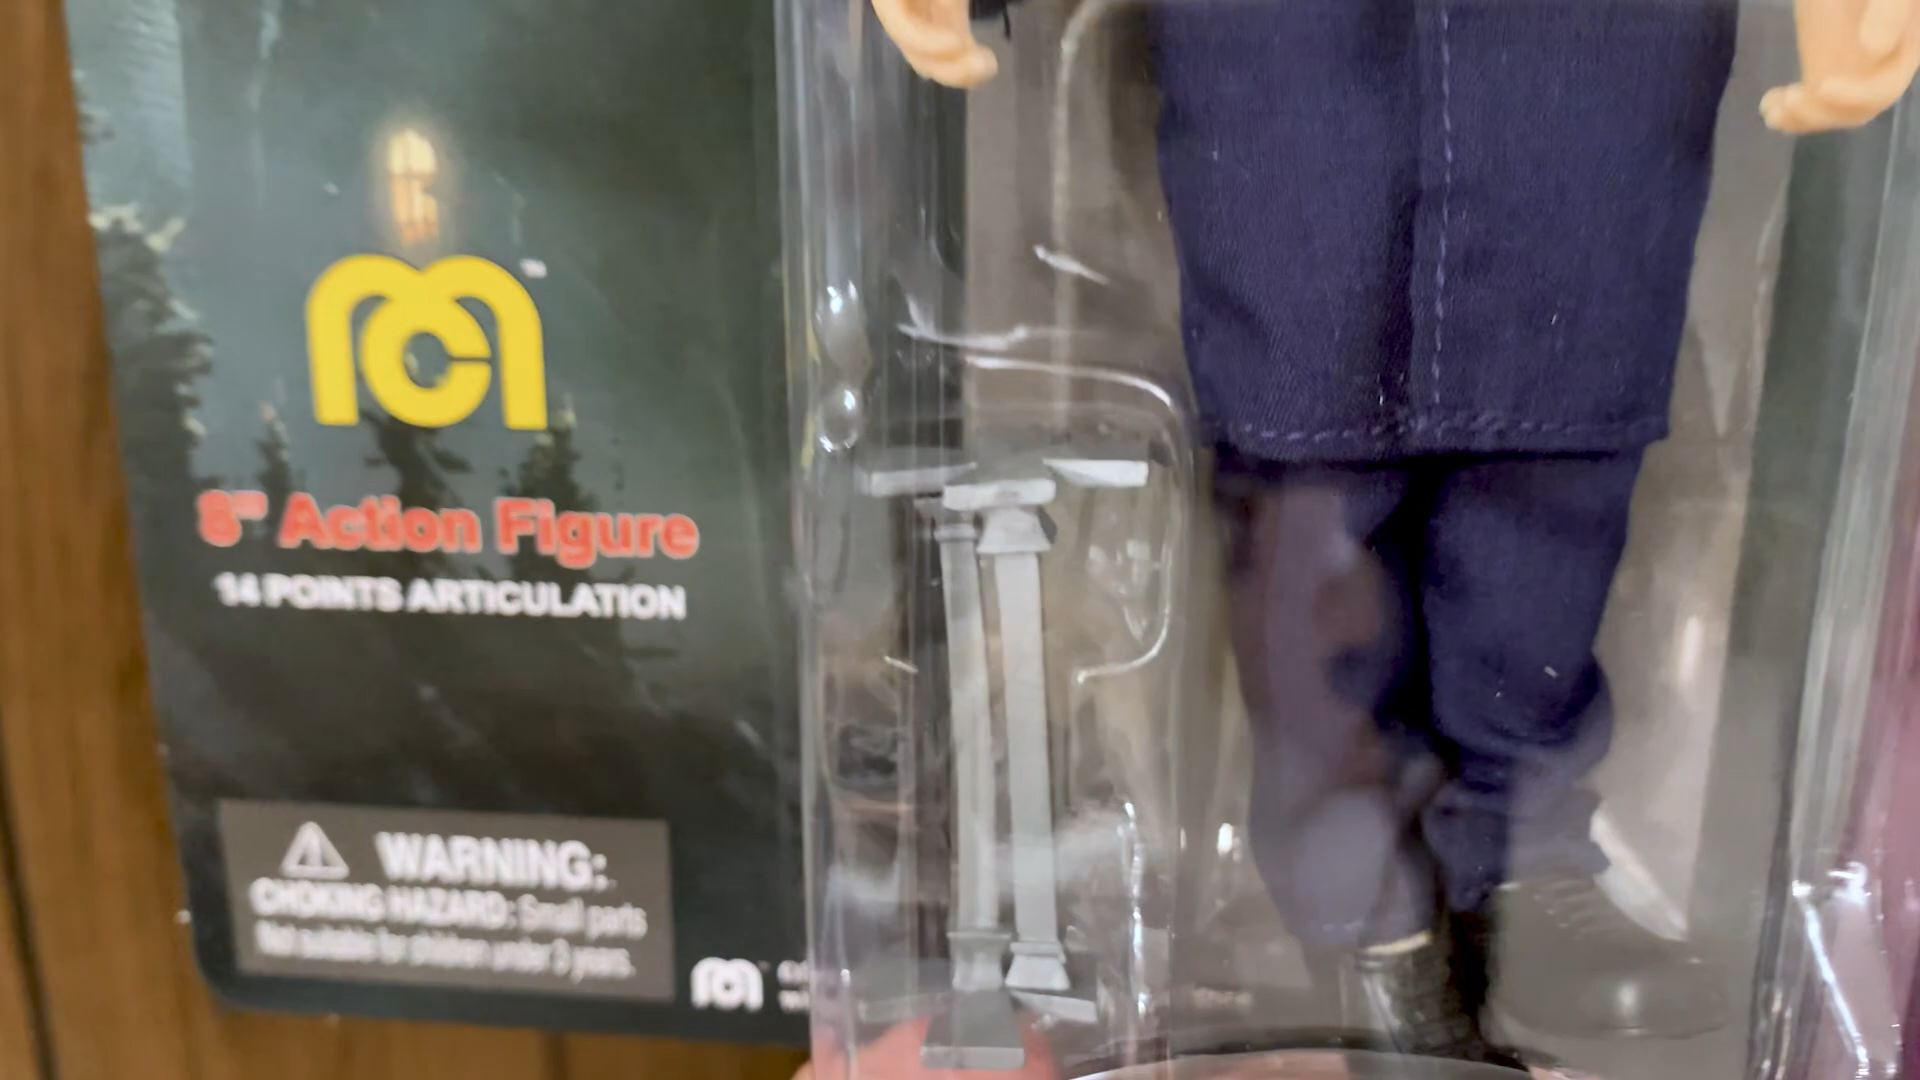 8" Action Figure
14 POINTS ARTICULATION
WARNING:
CHOKING HAZARD: Small parts
Not suitable for children under 3 years.